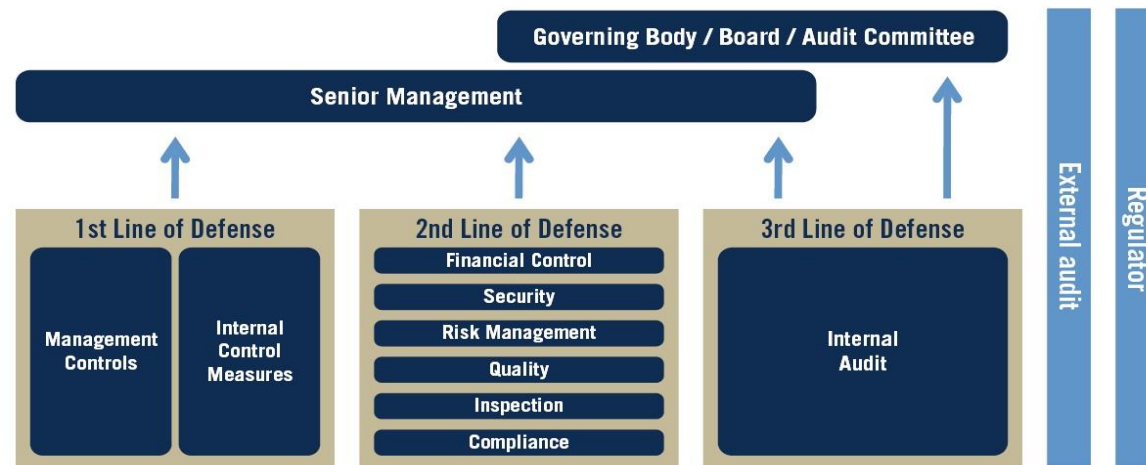 Governing Body / Board / Audit Committee
Senior Management
1st Line of Defense
Management
Controls
Internal
Control
Measures
2nd Line of Defense
Financial Control
Security
Risk Management
Quality
Inspection
Compliance
3rd Line of Defense
Internal
Audit
External audit
Regulator